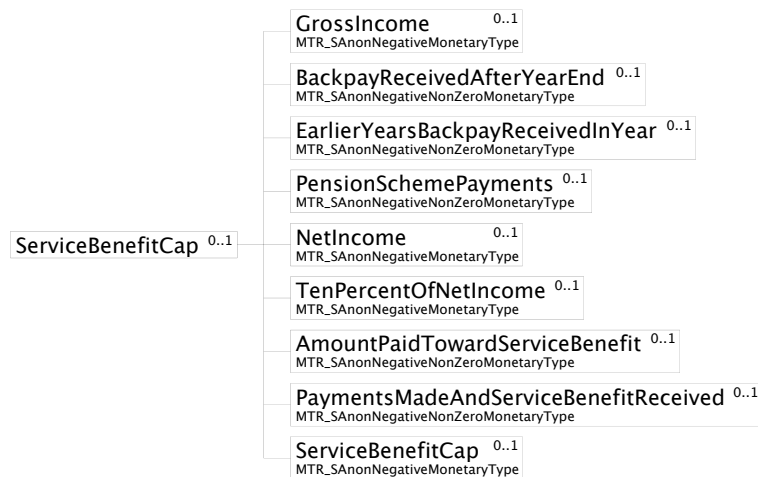 GrossIncome 0..1
MTR_SAnonNegativeMonetaryType
BackpayReceivedAfterYearEnd 0..1
MTR_SAnonNegativeNonZeroMonetaryType
EarlierYearsBackpayReceivedInYear 0..1
MTR_SAnonNegativeNonZeroMonetaryType
PensionSchemePayments 0..1
MTR_SAnonNegativeNonZeroMonetaryType
ServiceBenefitCap 0..1
NetIncome 0..1
MTR_SAnonNegativeMonetaryType
TenPercentOfNetIncome 0..1
MTR_SAnonNegativeMonetaryType
AmountPaidTowardServiceBenefit 0..1
MTR_SAnonNegativeNonZeroMonetaryType
PaymentsMadeAndServiceBenefitReceived 0..1
MTR_SAnonNegativeNonZeroMonetaryType
ServiceBenefitCap 0..1
MTR_SAnonNegativeMonetaryType